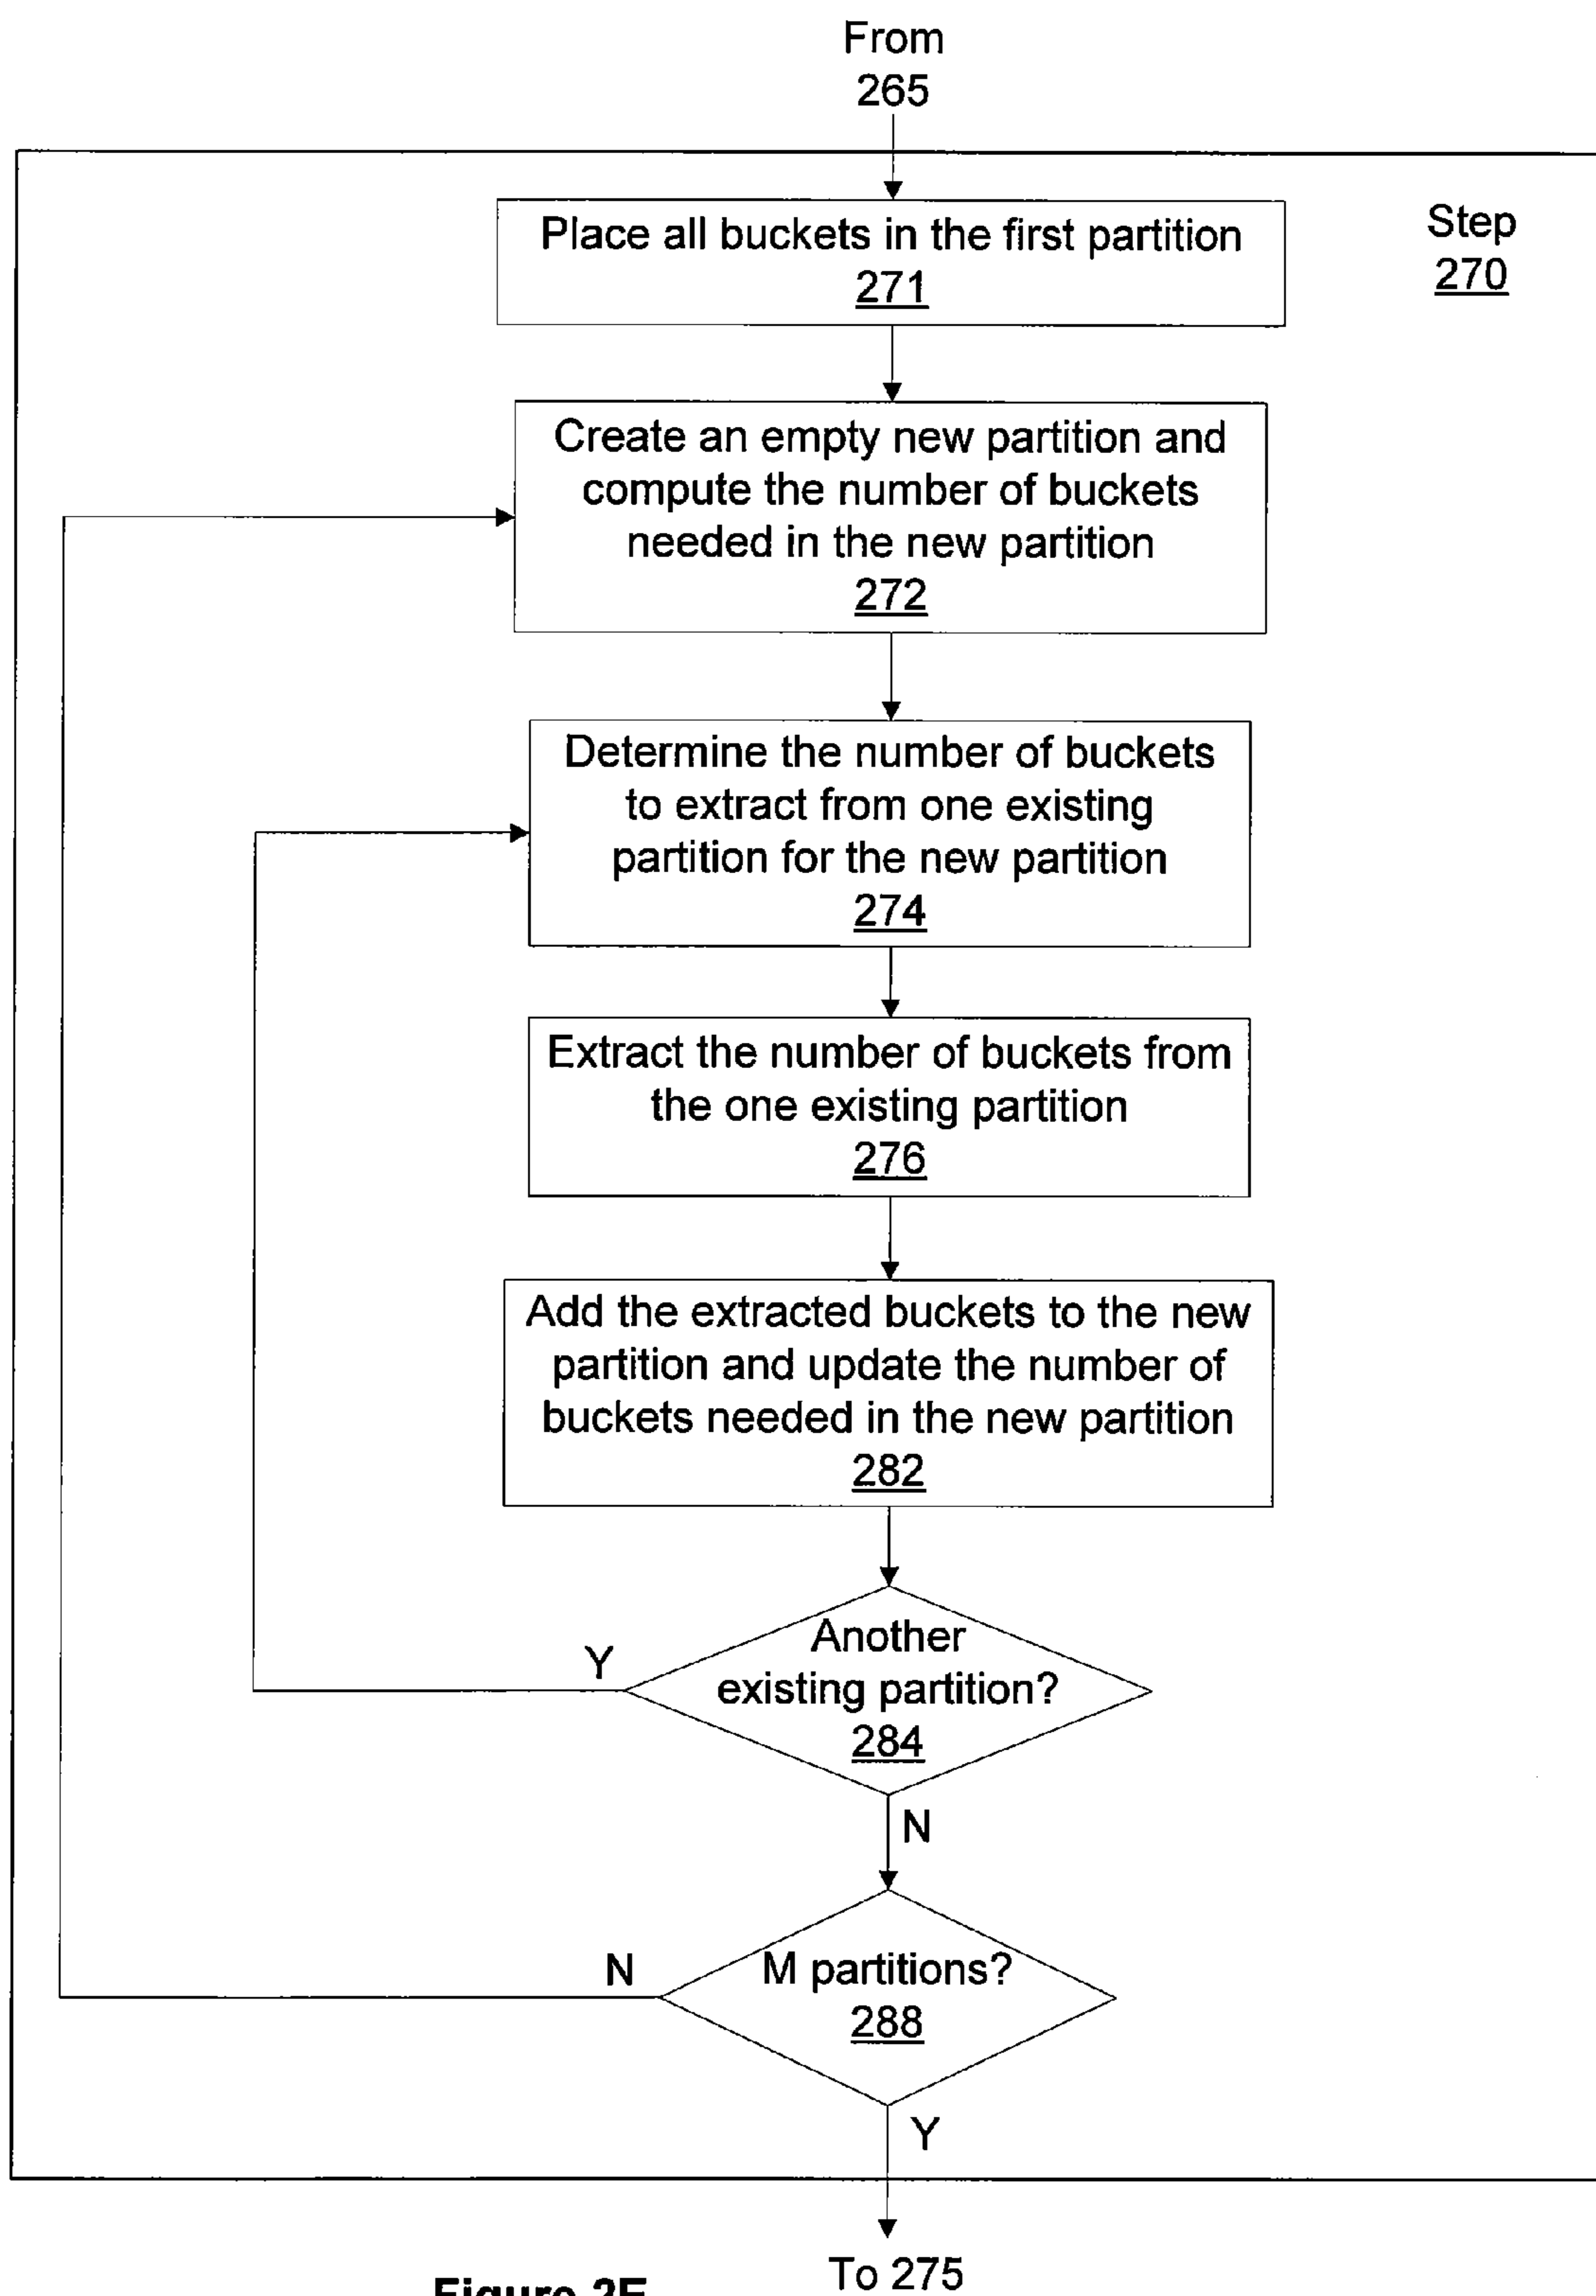 From
265
Place all buckets in the first partition
271
Step
270
Create an empty new partition and
compute the number of buckets
needed in the new partition
272
Determine the number of buckets
to extract from one existing
partition for the new partition
274
Extract the number of buckets from
the one existing partition
276
Add the extracted buckets to the new
partition and update the number of
buckets needed in the new partition
282
Another
existing partition?
284
Y
N
M partitions?
288
N
Y
To 275